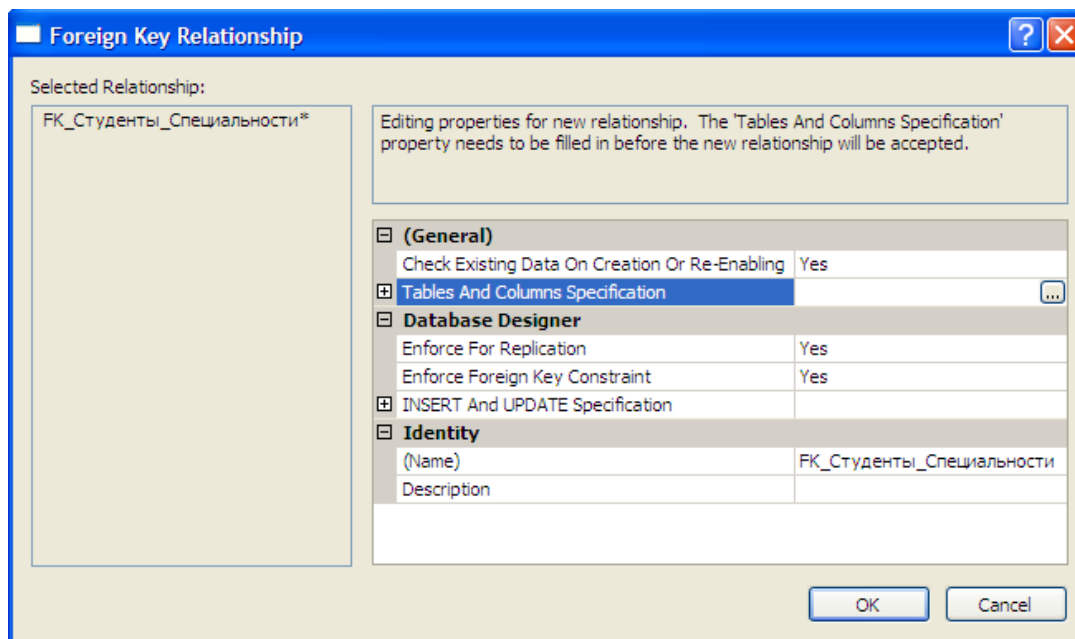 Foreign Key Relationship
Selected Relationship:
FK_Студенты_Специальности*
Editing properties for new relationship. The 'Tables And Columns Specification'
property needs to be filled in before the new relationship will be accepted.
(General)
Check Existing Data On Creation Or Re-Enabling Yes
Tables And Columns Specification ...
Database Designer
Enforce For Replication Yes
Enforce Foreign Key Constraint Yes
INSERT And UPDATE Specification
Identity
(Name) FK_Студенты_Специальности
Description
OK Cancel